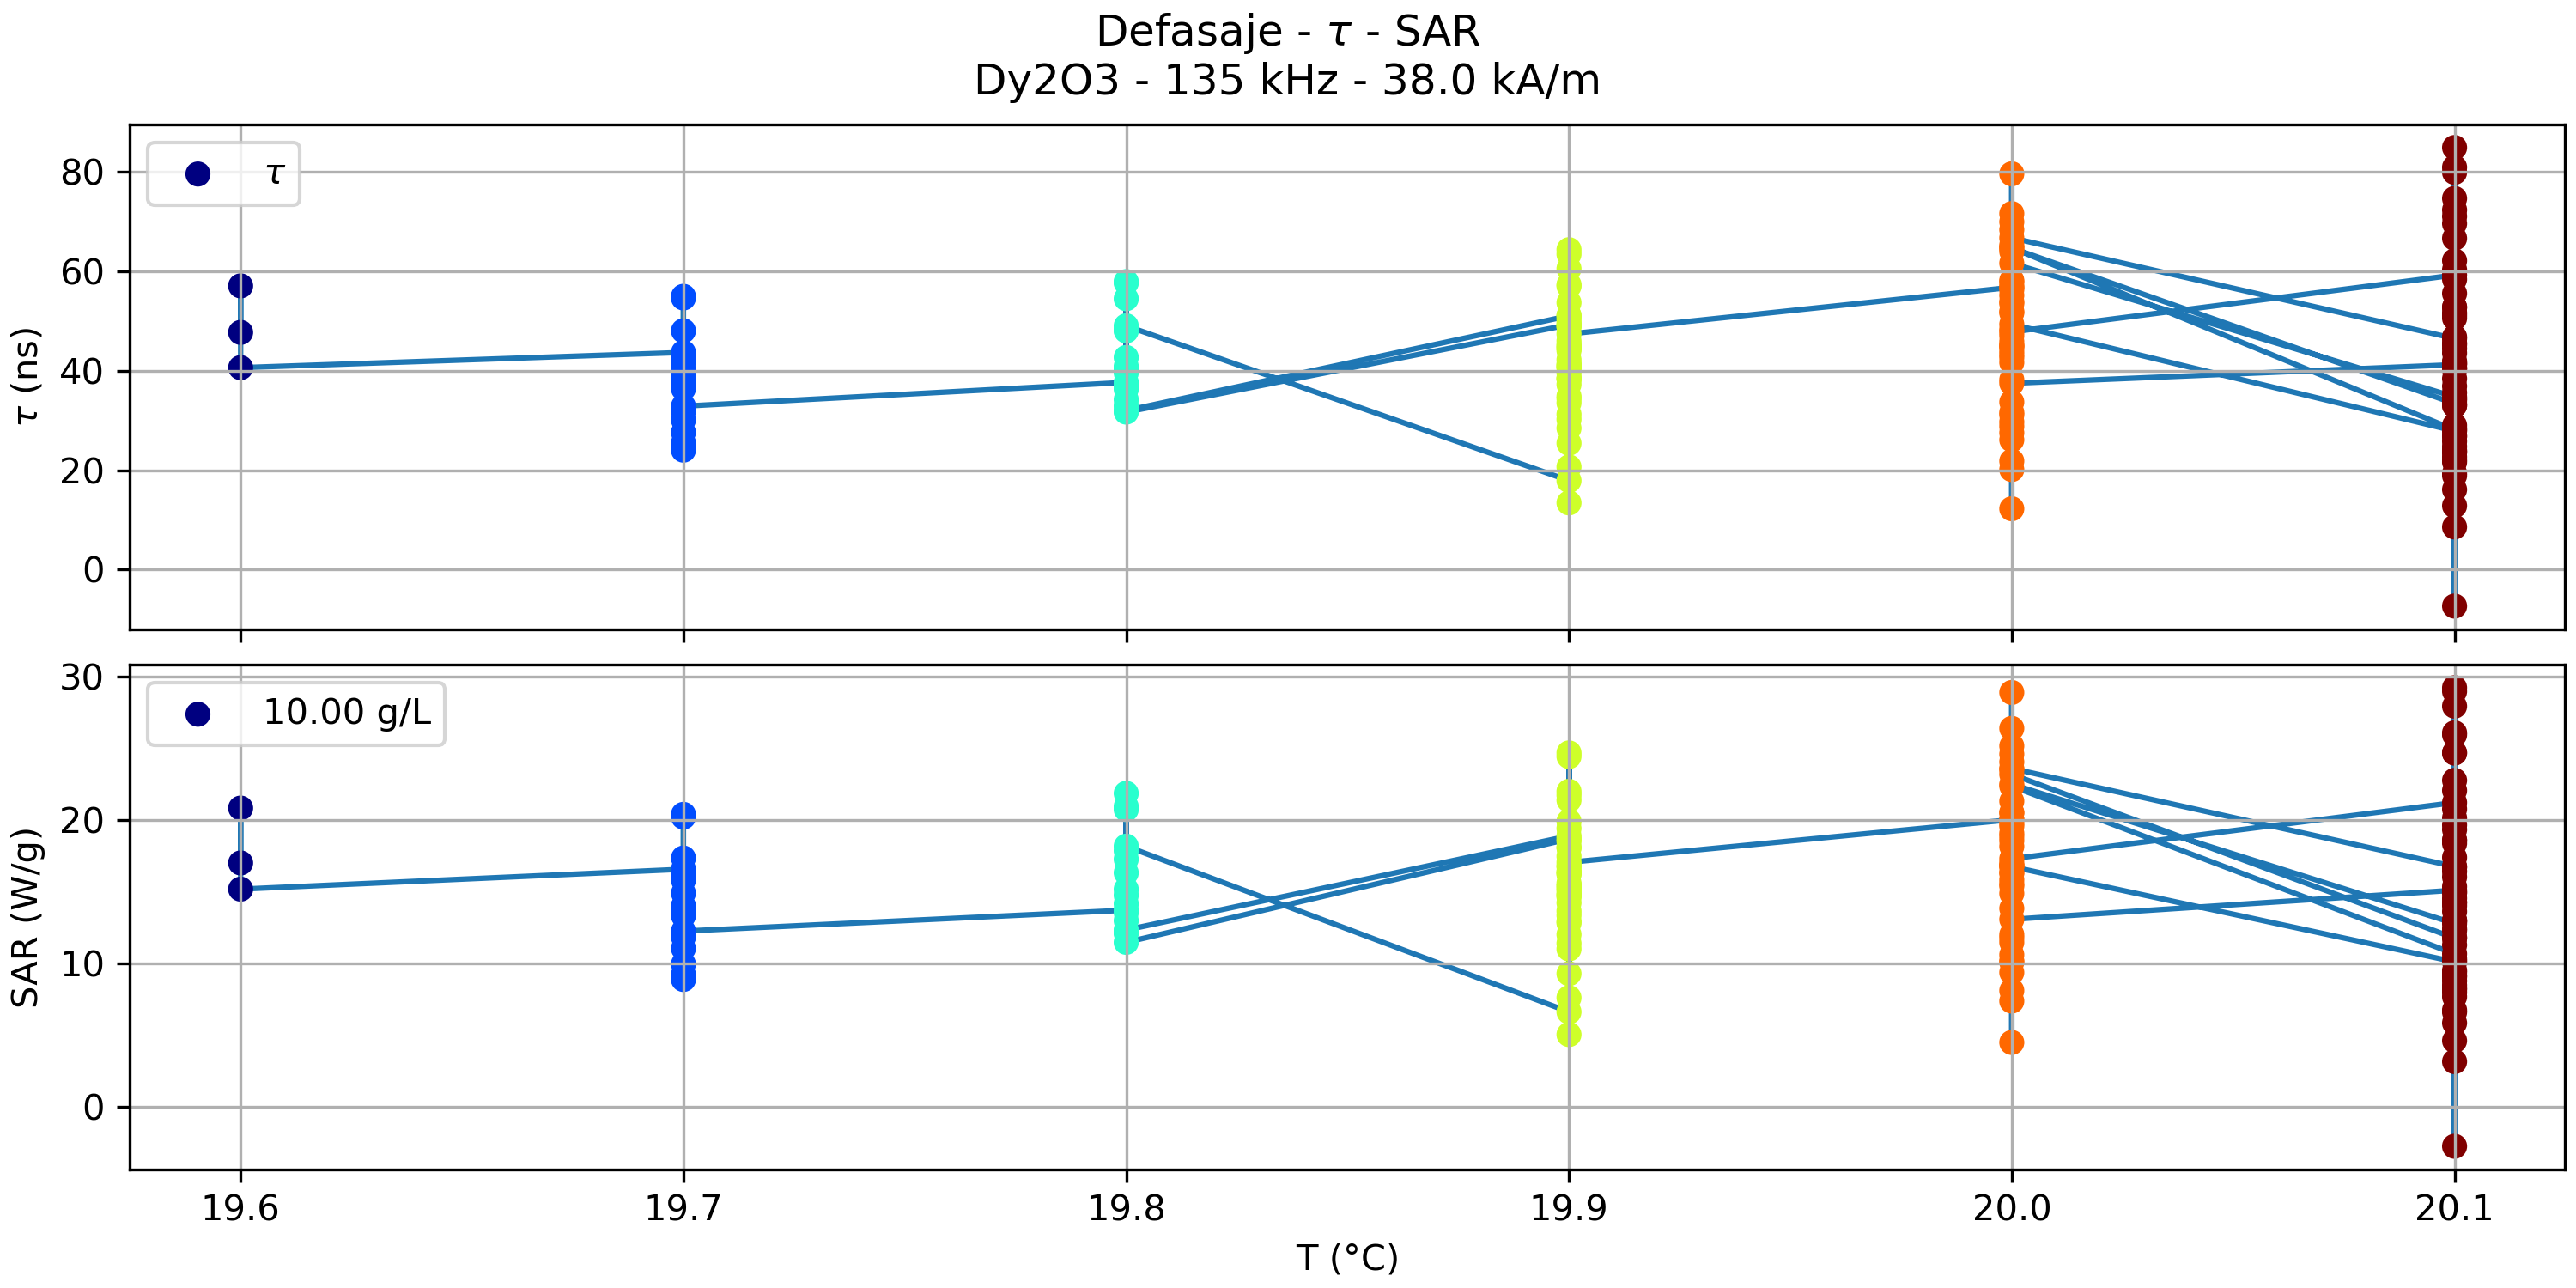 Defasaje - τ - SAR
Dy2O3 - 135 kHz - 38.0 kA/m
τ
80
60
40
20
0
τ (ns)
10.00 g/L
30
20
10
0
SAR (W/g)
19.6 19.7 19.8 19.9 20.0 20.1
T (°C)